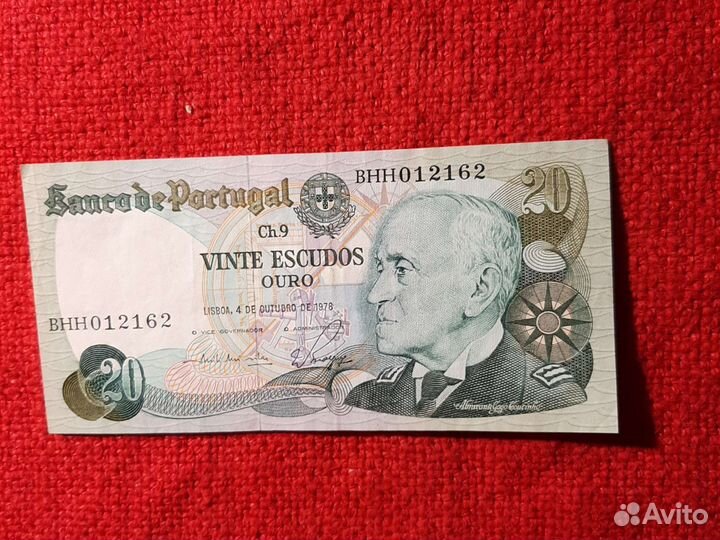 Banco de Portugal
BHH012162
20
Ch.9
VINTE ESCUDOS
OURO
LISBOA, 4 DE OUTUBRO DE 1978
O VICE-GOVERNADOR O ADMINISTRADOR
BHH012162
20
Almirante Gago Coutinho
Avito